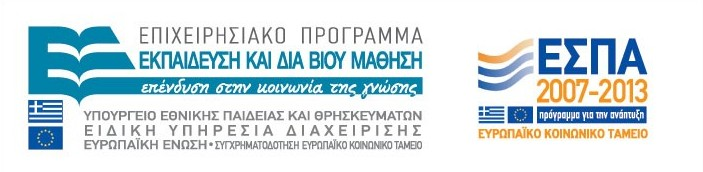 ΕΠΙΧΕΙΡΗΣΙΑΚΟ ΠΡΟΓΡΑΜΜΑ
ΕΚΠΑΙΔΕΥΣΗ ΚΑΙ ΔΙΑ ΒΙΟΥ ΜΑΘΗΣΗ
επένδυση στην κοινωνία της γνώσης
ΥΠΟΥΡΓΕΙΟ ΕΘΝΙΚΗΣ ΠΑΙΔΕΙΑΣ ΚΑΙ ΘΡΗΣΚΕΥΜΑΤΩΝ
ΕΙΔΙΚΗ ΥΠΗΡΕΣΙΑ ΔΙΑΧΕΙΡΙΣΗΣ
ΕΥΡΩΠΑΪΚΗ ΕΝΩΣΗ • ΣΥΓΧΡΗΜΑΤΟΔΟΤΗΣΗ ΕΥΡΩΠΑΪΚΟ ΚΟΙΝΩΝΙΚΟ ΤΑΜΕΙΟ
ΕΣΠΑ
2007-2013
πρόγραμμα για την ανάπτυξη
ΕΥΡΩΠΑΪΚΟ ΚΟΙΝΩΝΙΚΟ ΤΑΜΕΙΟ